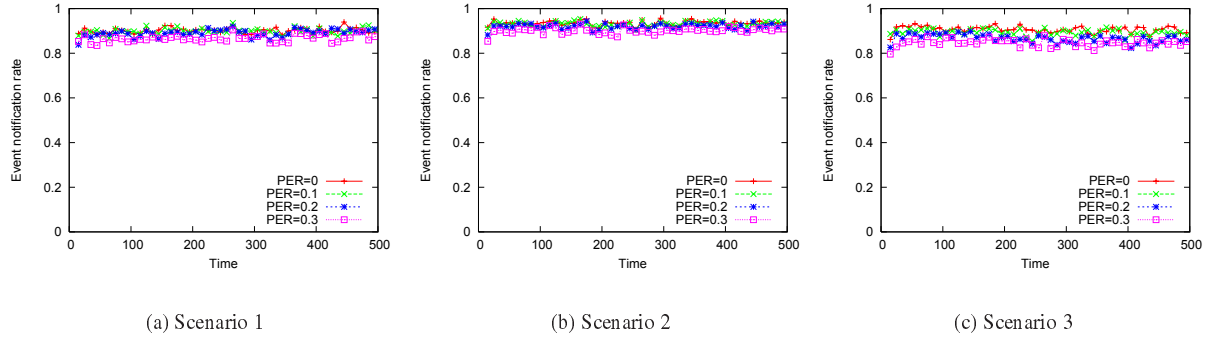 Event notification rate
1
0.8
0.6
0.4
0.2
0
0 100 200 300 400 500
Time
PER=0
PER=0.1
PER=0.2
PER=0.3
(a) Scenario 1
Event notification rate
1
0.8
0.6
0.4
0.2
0
0 100 200 300 400 500
Time
PER=0
PER=0.1
PER=0.2
PER=0.3
(b) Scenario 2
Event notification rate
1
0.8
0.6
0.4
0.2
0
0 100 200 300 400 500
Time
PER=0
PER=0.1
PER=0.2
PER=0.3
(c) Scenario 3